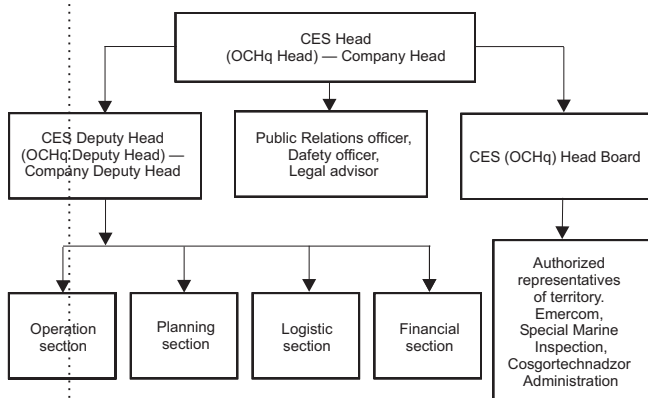 CES Head
(OCHq Head) — Company Head
CES Deputy Head
(OCHq Deputy Head) —
Company Deputy Head
Public Relations officer,
Dafety officer,
Legal advisor
CES (OCHq) Head Board
Operation
section
Planning
section
Logistic
section
Financial
section
Authorized
representatives
of territory.
Emercom,
Special Marine
Inspection,
Cosgortechnadzor
Administration